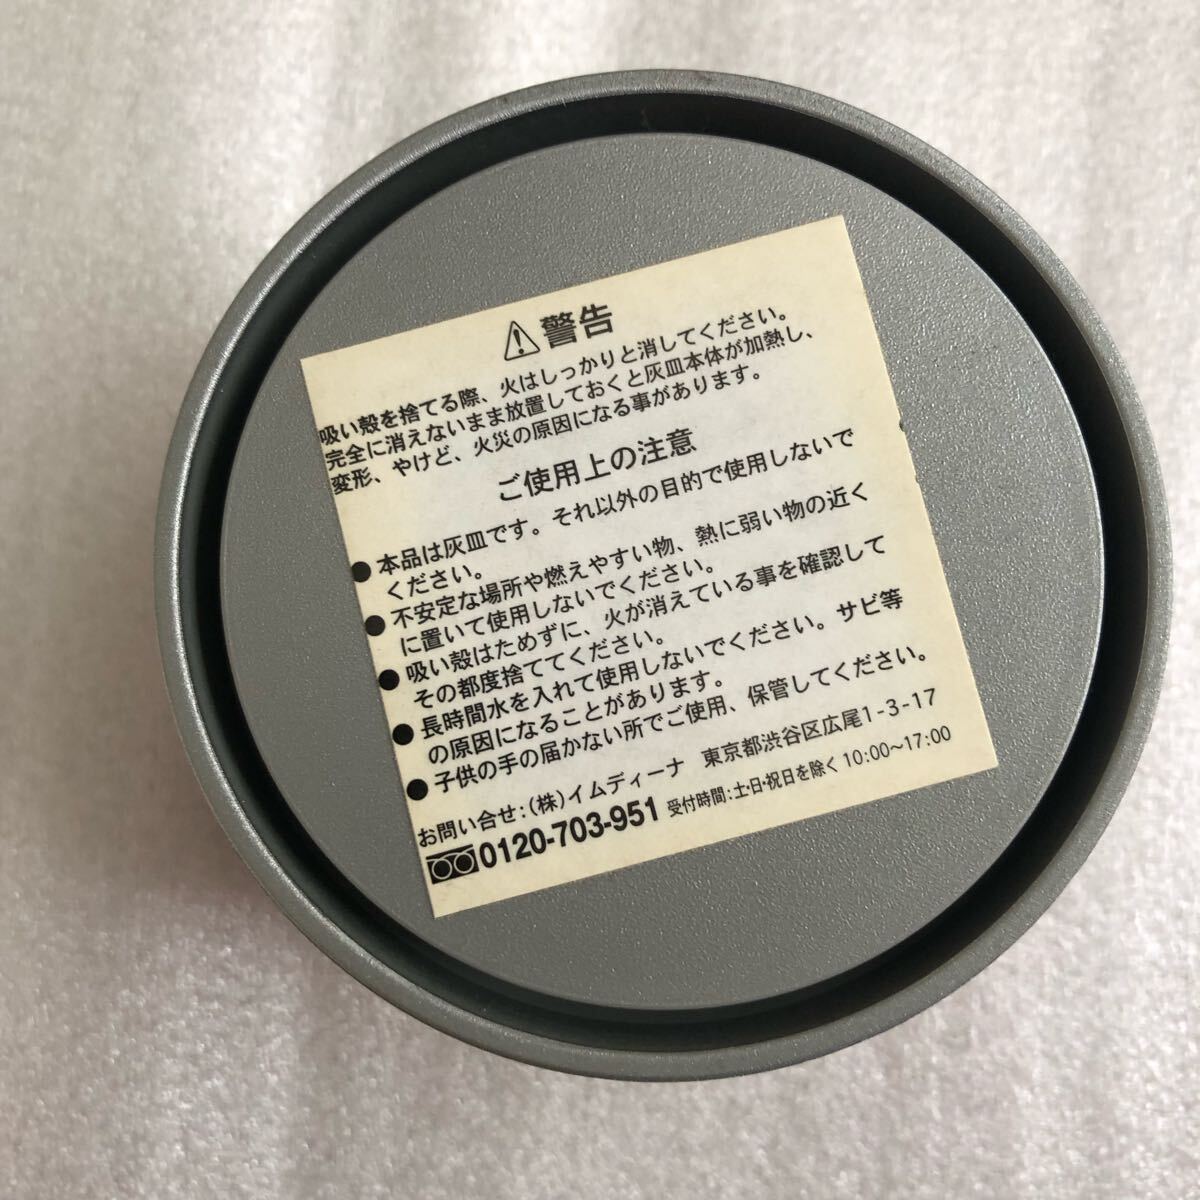 ⚠警告
吸い殻を捨てる際、火はしっかりと消してください。
完全に消えないまま放置しておくと灰皿本体が加熱し、
変形、やけど、火災の原因になる事があります。
ご使用上の注意
●本品は灰皿です。それ以外の目的で使用しないで
ください。
●不安定な場所や燃えやすい物、熱に弱い物の近く
に置いて使用しないでください。
●吸い殻はためずに、火が消えている事を確認して
その都度捨ててください。
●長時間水を入れて使用しないでください。サビ等
の原因になることがあります。
●子供の手の届かない所でご使用、保管してください。
お問い合せ:(株)イムディーナ 東京都渋谷区広尾1-3-17
0120-703-951 受付時間:土・日・祝日を除く10:00~17:00